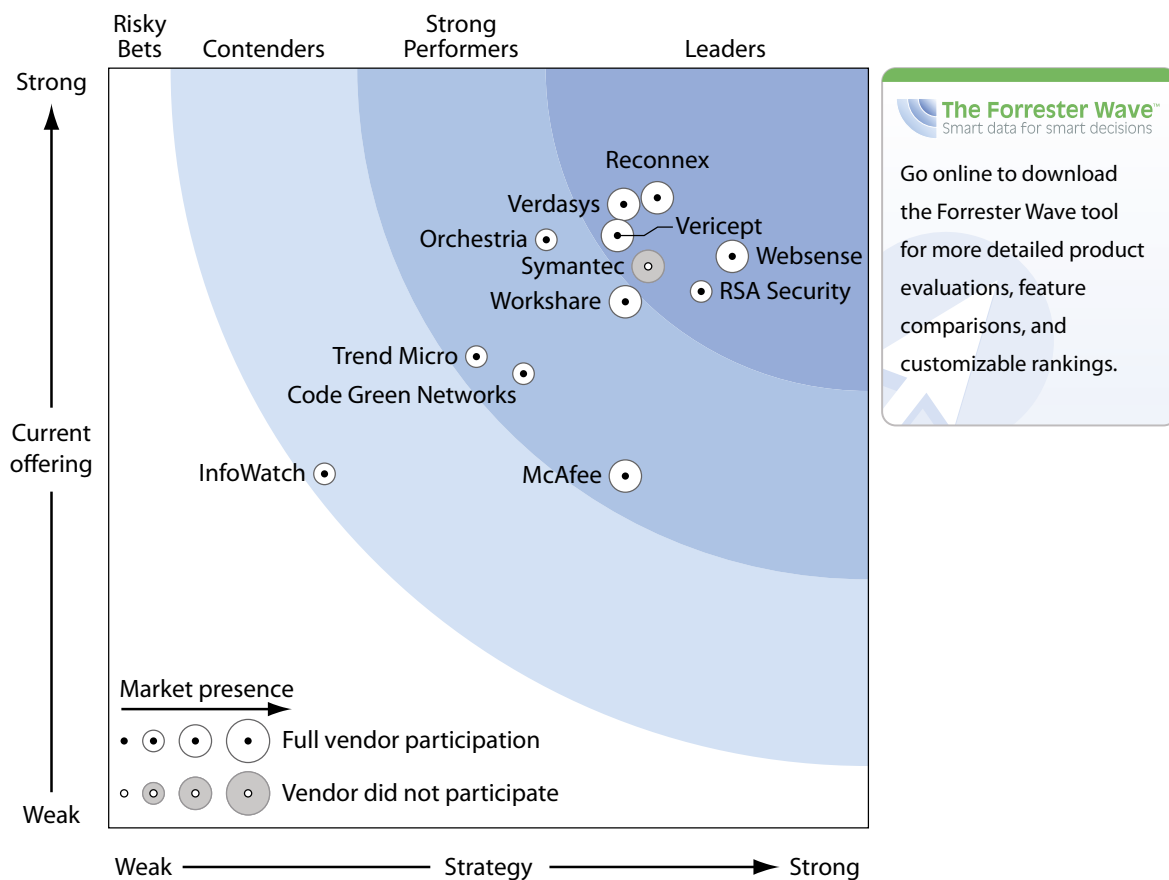 Risky
Bets
Contenders
Strong
Performers
Leaders
Strong
Current
offering
Weak
Reconnex
Verdasys
Vericept
Orchestria
Symantec
Websense
RSA Security
Workshare
Trend Micro
Code Green Networks
InfoWatch
McAfee
Market presence
Full vendor participation
Vendor did not participate
Weak
Strategy
Strong
The Forrester Wave™
Smart data for smart decisions
Go online to download
the Forrester Wave tool
for more detailed product
evaluations, feature
comparisons, and
customizable rankings.